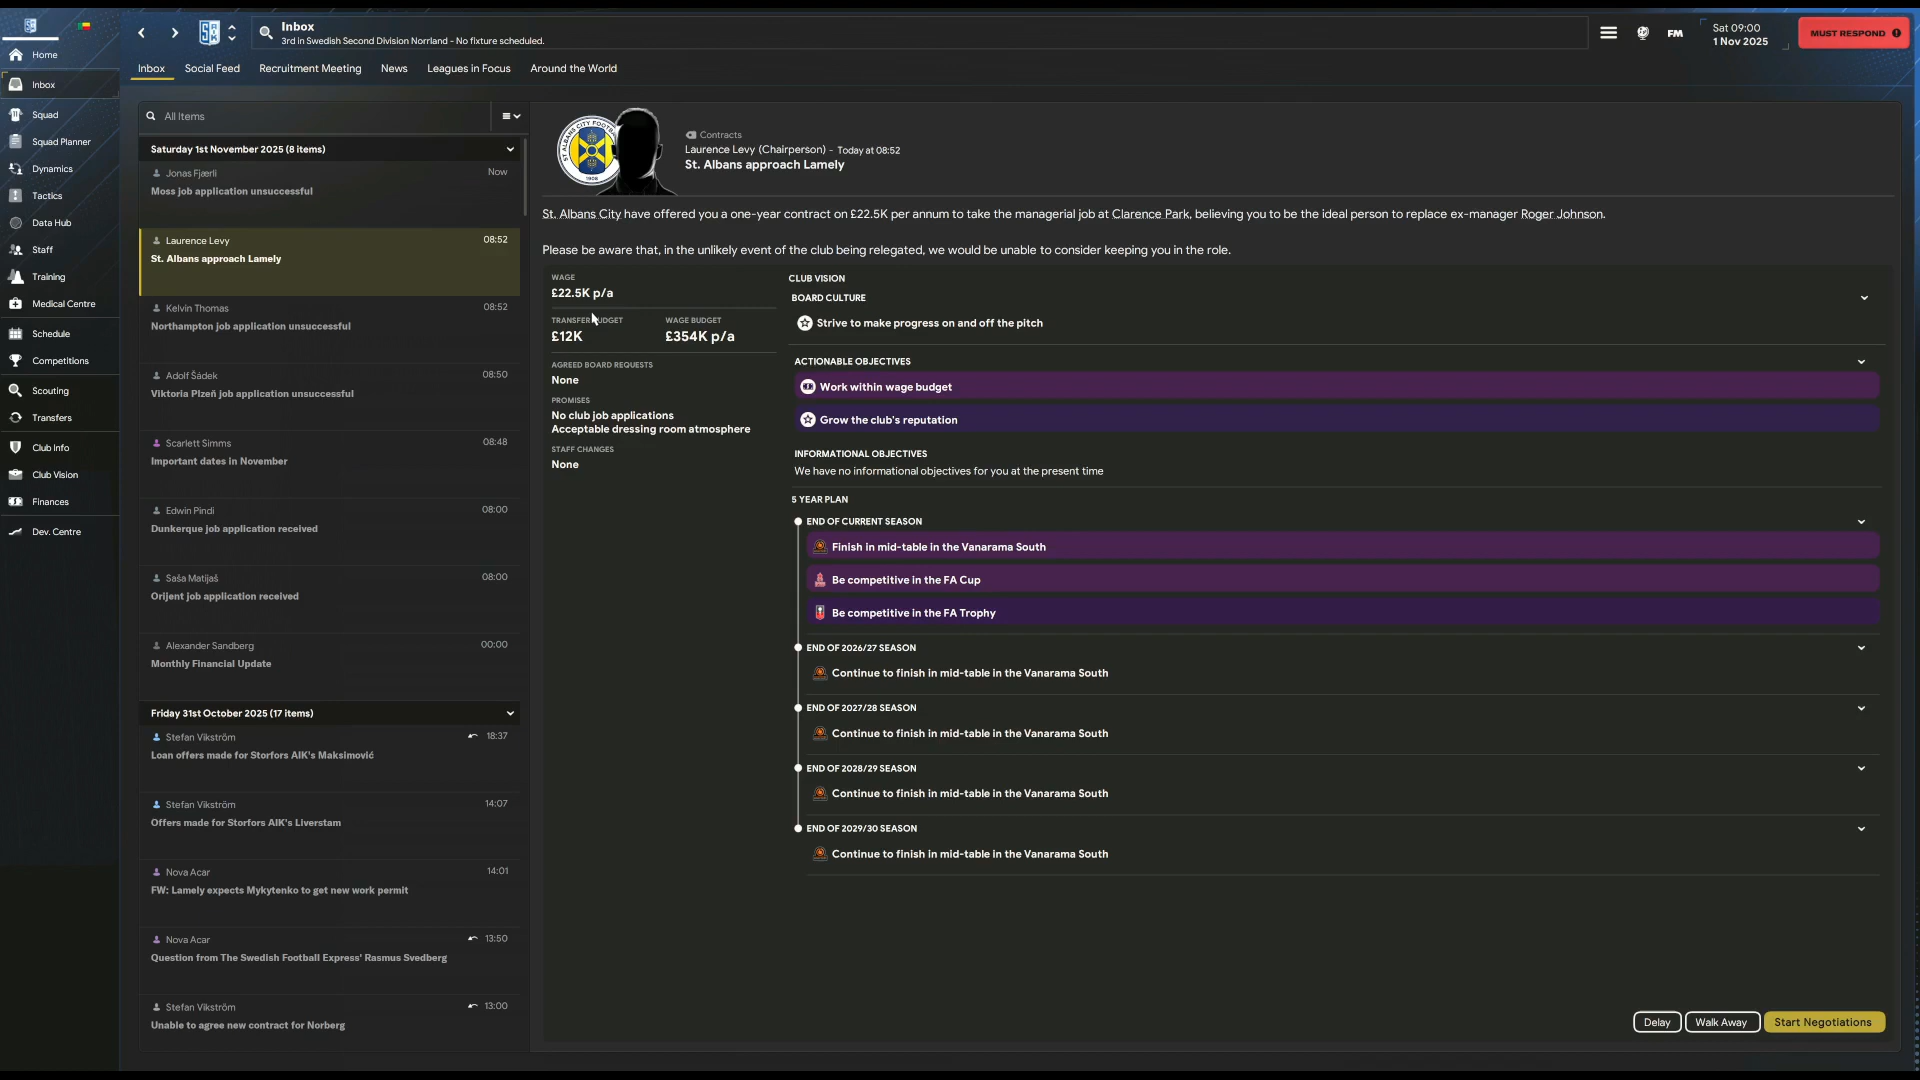 Inbox
3rd in Swedish Second Division Norrland - No fixture scheduled.
FM
Sat 09:00
1 Nov 2025
MUST RESPOND
Home
Inbox
Squad
Squad Planner
Dynamics
Tactics
Data Hub
Staff
Training
Medical Centre
Schedule
Competitions
Scouting
Transfers
Club Info
Club Vision
Finances
Dev. Centre
Inbox Social Feed Recruitment Meeting News Leagues in Focus Around the World
All Items
Saturday 1st November 2025 (8 items)
Jonas Fjærli Now
Moss job application unsuccessful
Laurence Levy 08:52
St. Albans approach Lamely
Kelvin Thomas 08:52
Northampton job application unsuccessful
Adolf Šádek 08:50
Viktoria Plzeň job application unsuccessful
Scarlett Simms 08:48
Important dates in November
Edwin Pindi 08:00
Dunkerque job application received
Saša Matijaš 08:00
Orijent job application received
Alexander Sandberg 00:00
Monthly Financial Update
Friday 31st October 2025 (17 items)
Stefan Vikström 18:37
Loan offers made for Storfors AIK's Maksimović
Stefan Vikström 14:07
Offers made for Storfors AIK's Liverstam
Nova Acar 14:01
FW: Lamely expects Mykytenko to get new work permit
Nova Acar 13:50
Question from The Swedish Football Express' Rasmus Svedberg
Stefan Vikström 13:00
Unable to agree new contract for Norberg
Contracts
Laurence Levy (Chairperson) - Today at 08:52
St. Albans approach Lamely
St. Albans City have offered you a one-year contract on £22.5K per annum to take the managerial job at Clarence Park, believing you to be the ideal person to replace ex-manager Roger Johnson.
Please be aware that, in the unlikely event of the club being relegated, we would be unable to consider keeping you in the role.
WAGE
£22.5K p/a
WAGE BUDGET
£12K £354K p/a
AGREED BOARD REQUESTS
None
PROMISES
No club job applications
Acceptable dressing room atmosphere
STAFF CHANGES
None
CLUB VISION
BOARD CULTURE
Strive to make progress on and off the pitch
ACTIONABLE OBJECTIVES
Work within wage budget
Grow the club's reputation
INFORMATIONAL OBJECTIVES
We have no informational objectives for you at the present time
5 YEAR PLAN
END OF CURRENT SEASON
Finish in mid-table in the Vanarama South
Be competitive in the FA Cup
Be competitive in the FA Trophy
END OF 2026/27 SEASON
Continue to finish in mid-table in the Vanarama South
END OF 2027/28 SEASON
Continue to finish in mid-table in the Vanarama South
END OF 2028/29 SEASON
Continue to finish in mid-table in the Vanarama South
END OF 2029/30 SEASON
Continue to finish in mid-table in the Vanarama South
Delay Walk Away Start Negotiations